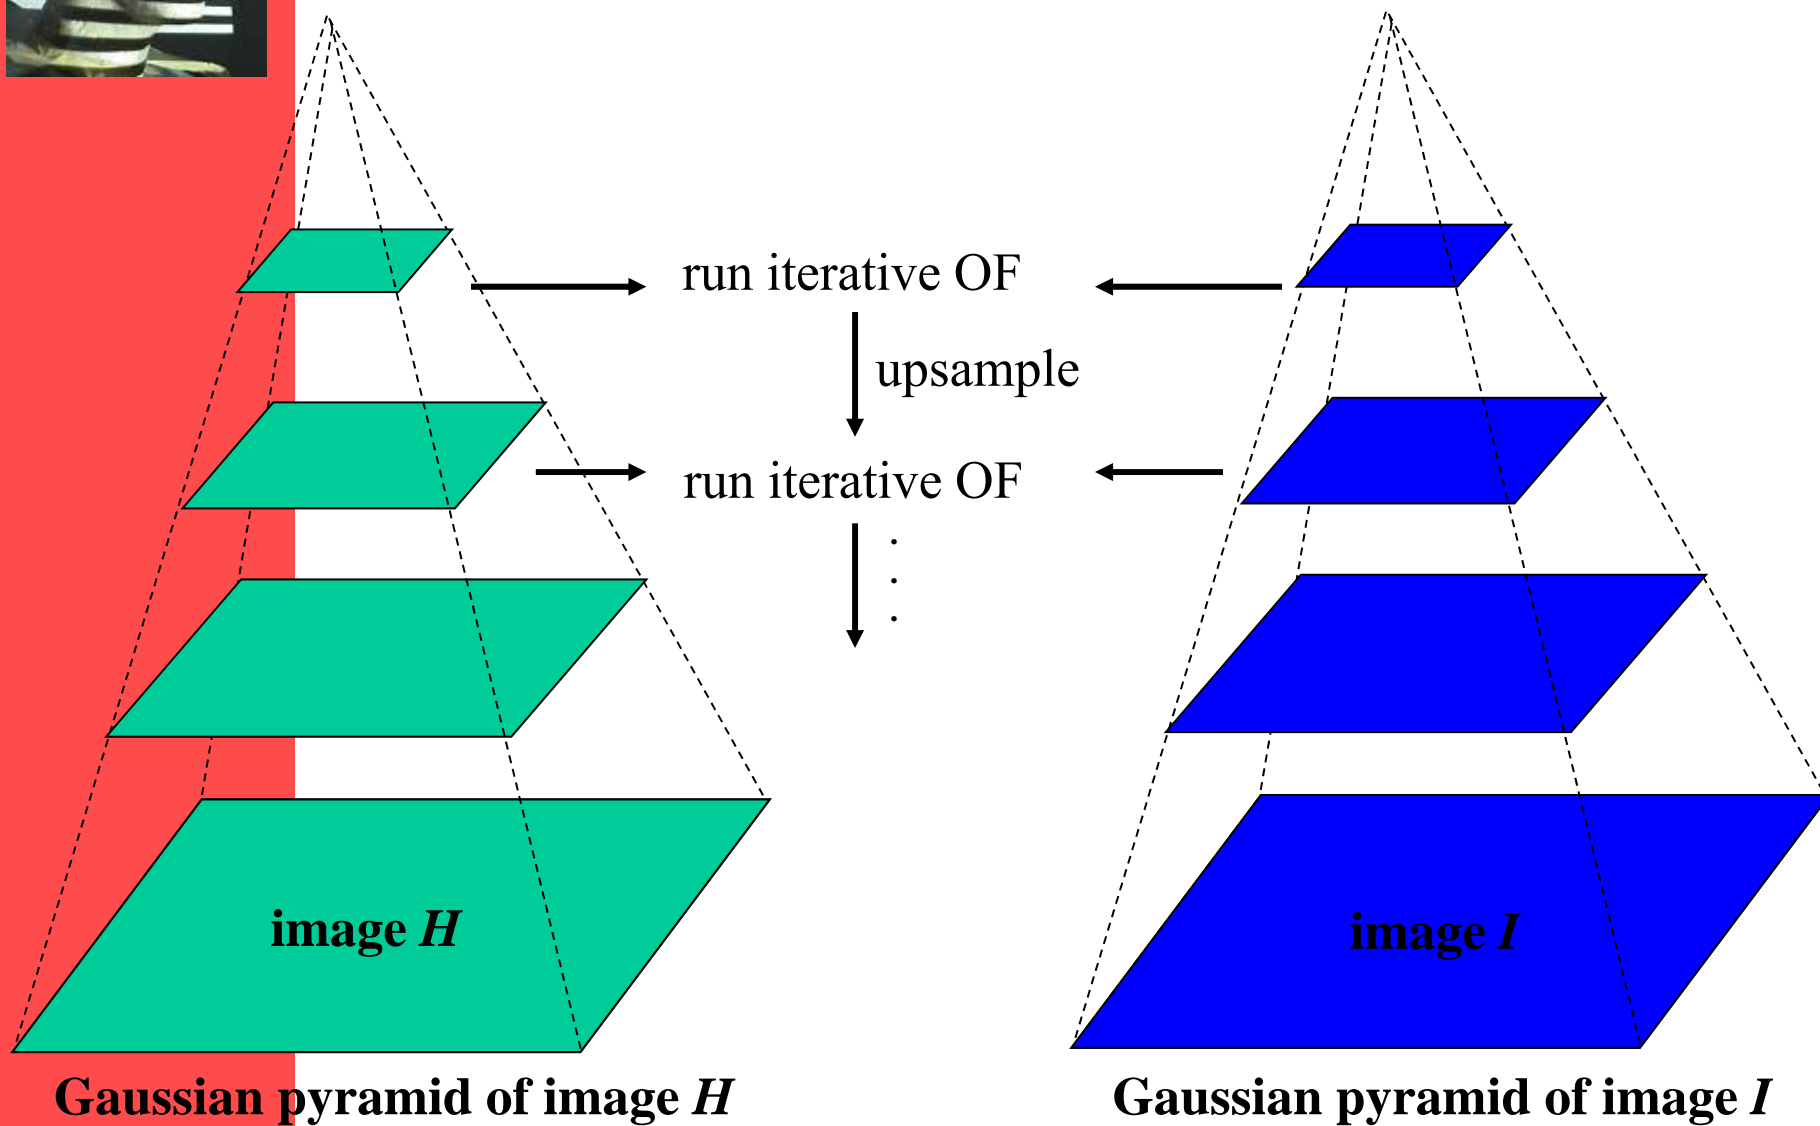 run iterative OF
upsample
run iterative OF
.
.
.
image H
image I
Gaussian pyramid of image H
Gaussian pyramid of image I